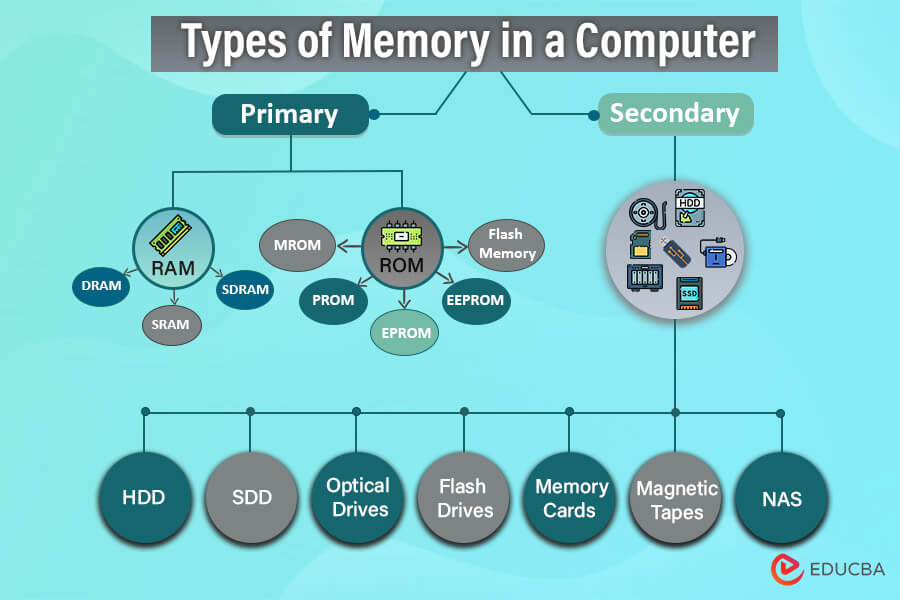 Types of Memory in a Computer
Primary
Secondary
HDD
SSD
RAM
DRAM
SRAM
SDRAM
ROM
MROM
PROM
EPROM
EEPROM
Flash
Memory
HDD
SDD
Optical
Drives
Flash
Drives
Memory
Cards
Magnetic
Tapes
NAS
EDUCBA